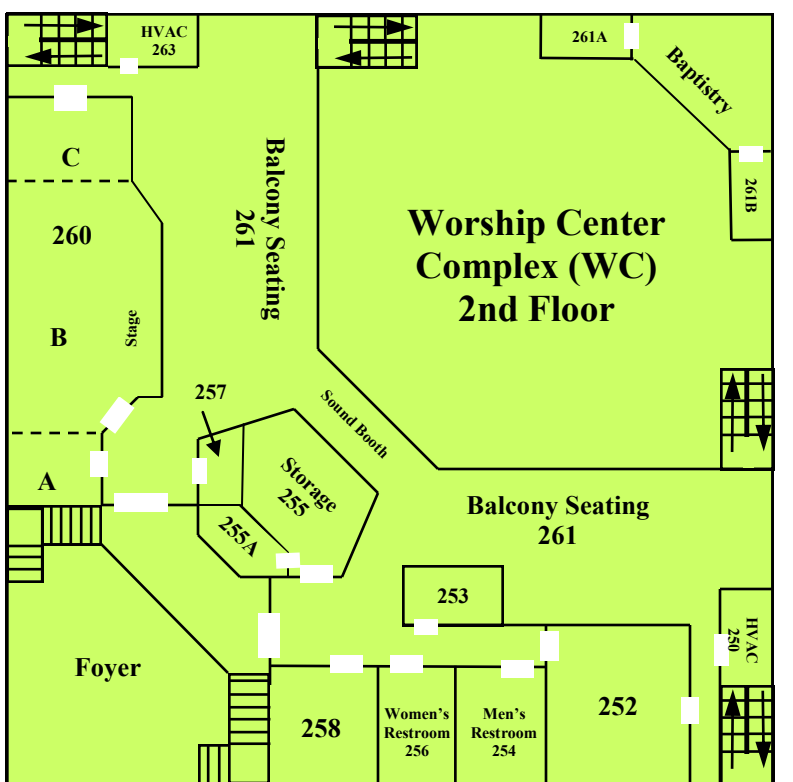 HVAC
263
261A
Baptistry
C
Balcony Seating
261
261B
260
Worship Center
Complex (WC)
2nd Floor
B
Stage
257
Sound Booth
A
Storage
255
255A
Balcony Seating
261
253
HVAC
250
Foyer
258
Women's
Restroom
256
Men's
Restroom
254
252